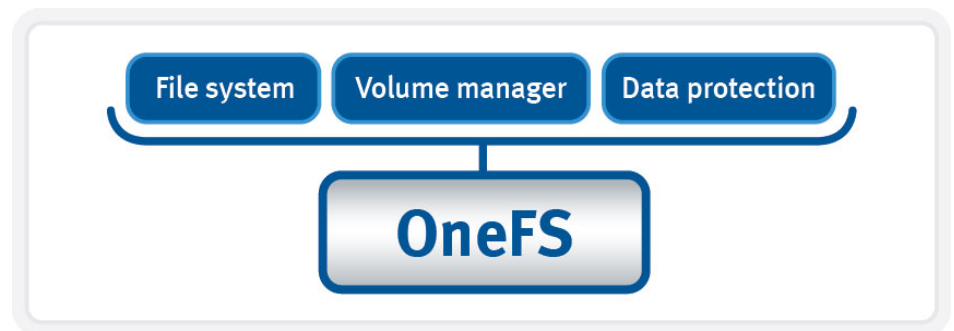 File system
Volume manager
Data protection
OneFS